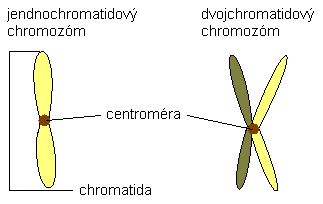 jendnochromatidový
chromozóm
dvojchromatidový
chromozóm
centroméra
chromatida